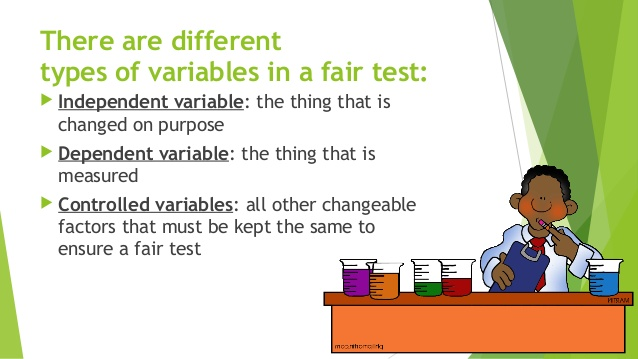 There are different
types of variables in a fair test:
Independent variable: the thing that is
changed on purpose
Dependent variable: the thing that is
measured
Controlled variables: all other changeable
factors that must be kept the same to
ensure a fair test